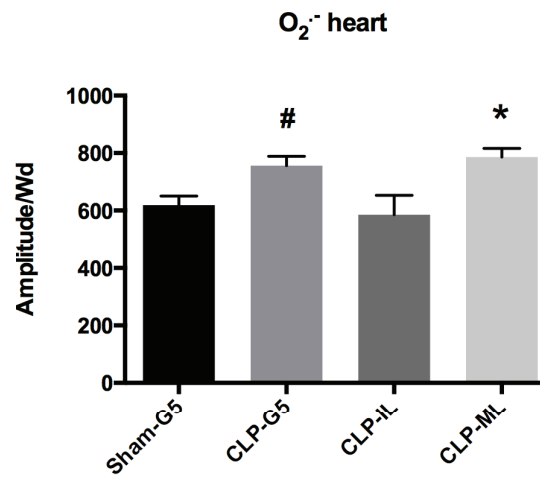 O₂·⁻ heart
1000
#
*
800
600
400
200
0
Amplitude/Wd
Sham-G5
CLP-G5
CLP-IL
CLP-ML